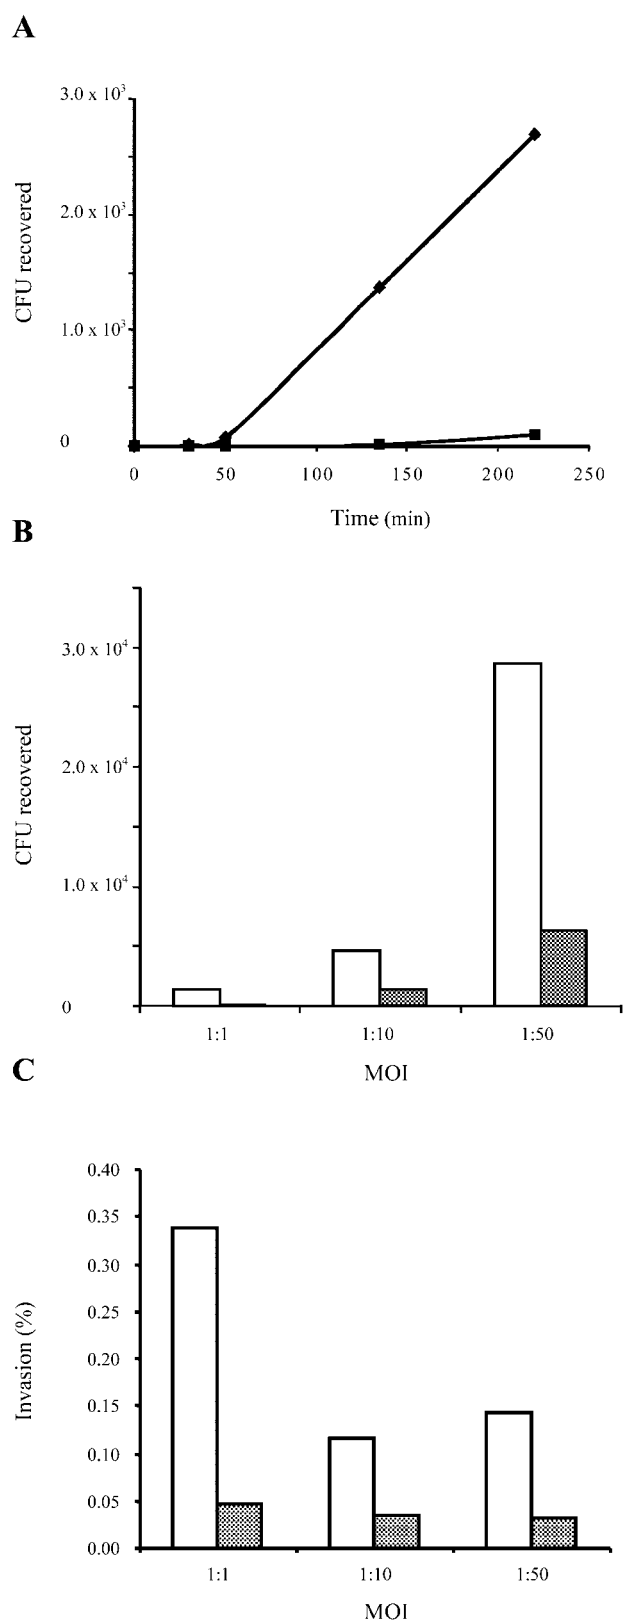 A
3.0 x 10³
2.0 x 10³
1.0 x 10³
0
CFU recovered
0 50 100 150 200 250
Time (min)
B
3.0 x 10⁴
2.0 x 10⁴
1.0 x 10⁴
0
CFU recovered
1:1 1:10 1:50
MOI
C
0.40
0.35
0.30
0.25
0.20
0.15
0.10
0.05
0.00
Invasion (%)
1:1 1:10 1:50
MOI